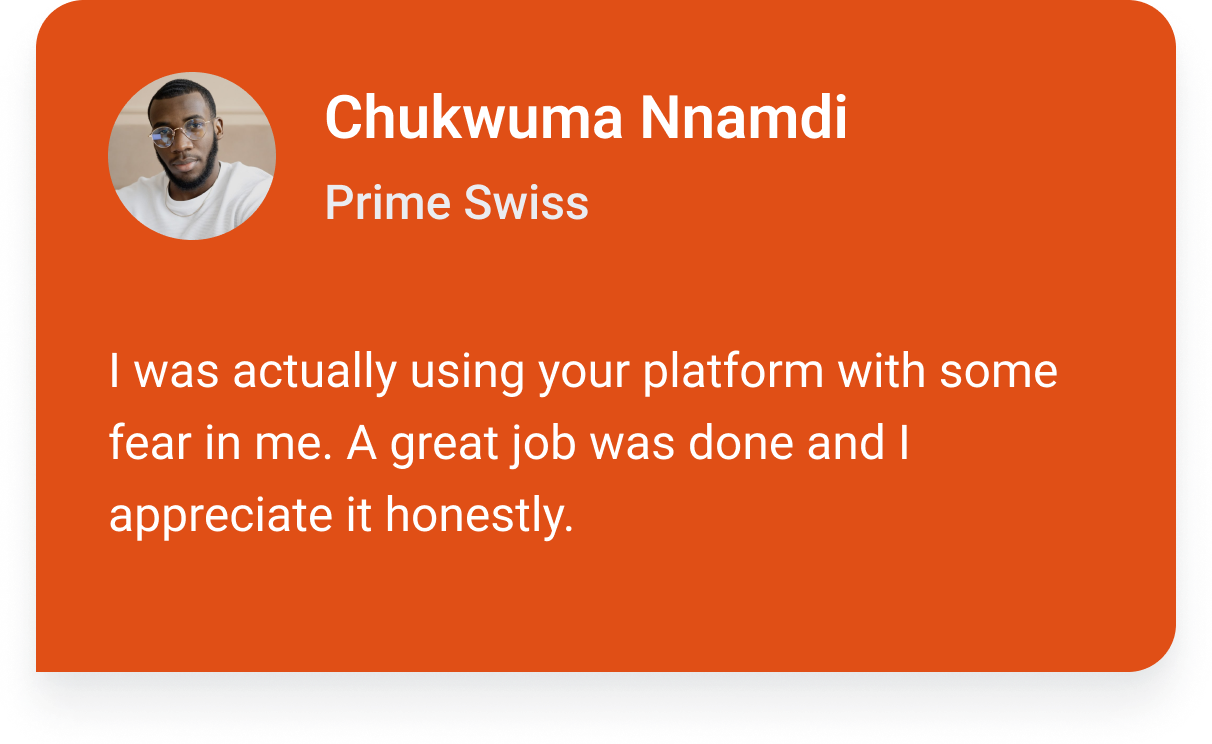 Chukwuma Nnamdi
Prime Swiss
I was actually using your platform with some
fear in me. A great job was done and I
appreciate it honestly.